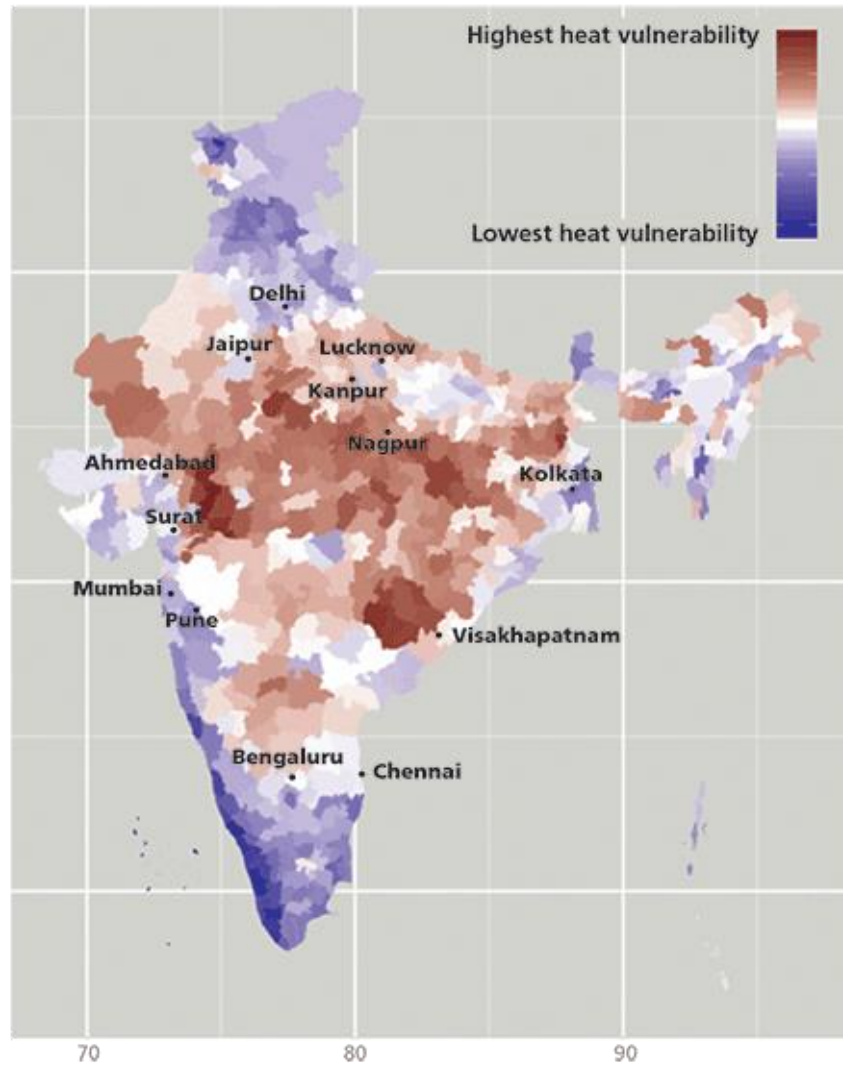 Highest heat vulnerability
Lowest heat vulnerability
Delhi
Jaipur
Lucknow
Kanpur
Nagpur
Ahmedabad
Kolkata
Surat
Mumbai
Pune
Visakhapatnam
Bengaluru
Chennai
70
80
90